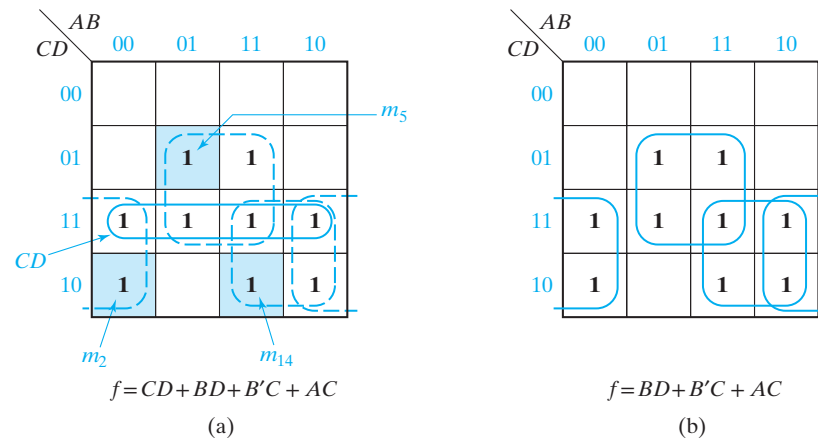 AB
CD 00 01 11 10
00
01 1 1
11 1 1 1 1
10 1 1 1
m₅
CD
m₂
m₁₄
f = CD + BD + B′C + AC
(a)
AB
CD 00 01 11 10
00
01 1 1
11 1 1 1 1
10 1 1 1
f = BD + B′C + AC
(b)